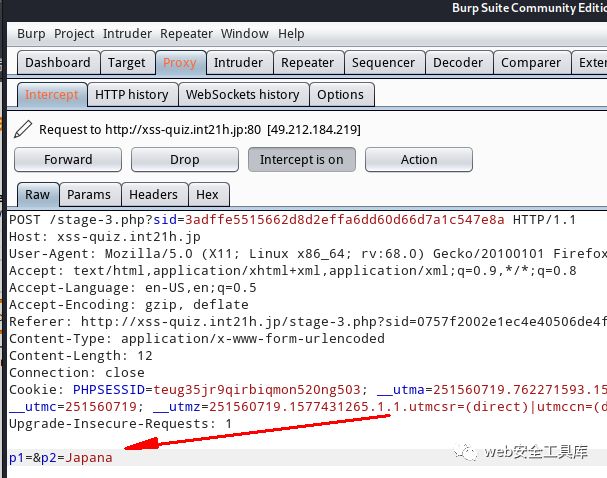 Burp Suite Community Editio
Burp Project Intruder Repeater Window Help
Dashboard Target Proxy Intruder Repeater Sequencer Decoder Comparer Exter
Intercept HTTP history WebSockets history Options
Request to http://xss-quiz.int21h.jp:80 [49.212.184.219]
Forward Drop Intercept is on Action
Raw Params Headers Hex
POST /stage-3.php?sid=3adffe5515662d8d2effa6dd60d66d7a1c547e8a HTTP/1.1
Host: xss-quiz.int21h.jp
User-Agent: Mozilla/5.0 (X11; Linux x86_64; rv:68.0) Gecko/20100101 Firefox
Accept: text/html,application/xhtml+xml,application/xml;q=0.9,*/*;q=0.8
Accept-Language: en-US,en;q=0.5
Accept-Encoding: gzip, deflate
Referer: http://xss-quiz.int21h.jp/stage-3.php?sid=0757f2002e1ec4e40506de4f
Content-Type: application/x-www-form-urlencoded
Content-Length: 12
Connection: close
Cookie: PHPSESSID=teug35jr9qirbiqmon52ong503; __utma=251560719.762271593.15
__utmc=251560719; __utmz=251560719.1577431265.1.1.utmcsr=(direct)|utmccn=(d
Upgrade-Insecure-Requests: 1
p1=&p2=Japana
web安全工具库